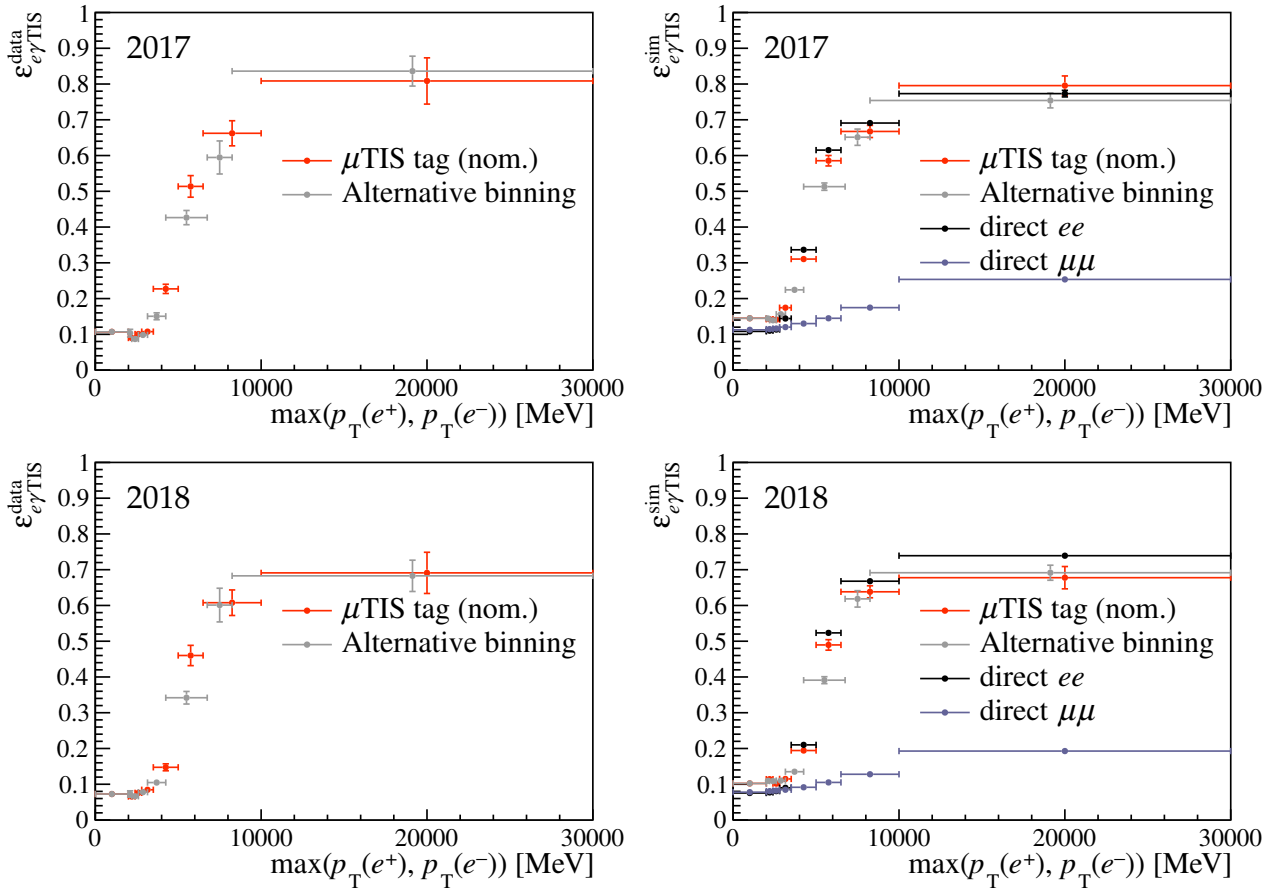 ε^data_eγTIS
2017
1
0.9
0.8
0.7
0.6
0.5
0.4
0.3
0.2
0.1
0
μTIS tag (nom.)
Alternative binning
0 10000 20000 30000
max(p_T(e⁺), p_T(e⁻)) [MeV]
ε^sim_eγTIS
2017
1
0.9
0.8
0.7
0.6
0.5
0.4
0.3
0.2
0.1
0
μTIS tag (nom.)
Alternative binning
direct ee
direct μμ
0 10000 20000 30000
max(p_T(e⁺), p_T(e⁻)) [MeV]
ε^data_eγTIS
2018
1
0.9
0.8
0.7
0.6
0.5
0.4
0.3
0.2
0.1
0
μTIS tag (nom.)
Alternative binning
0 10000 20000 30000
max(p_T(e⁺), p_T(e⁻)) [MeV]
ε^sim_eγTIS
2018
1
0.9
0.8
0.7
0.6
0.5
0.4
0.3
0.2
0.1
0
μTIS tag (nom.)
Alternative binning
direct ee
direct μμ
0 10000 20000 30000
max(p_T(e⁺), p_T(e⁻)) [MeV]